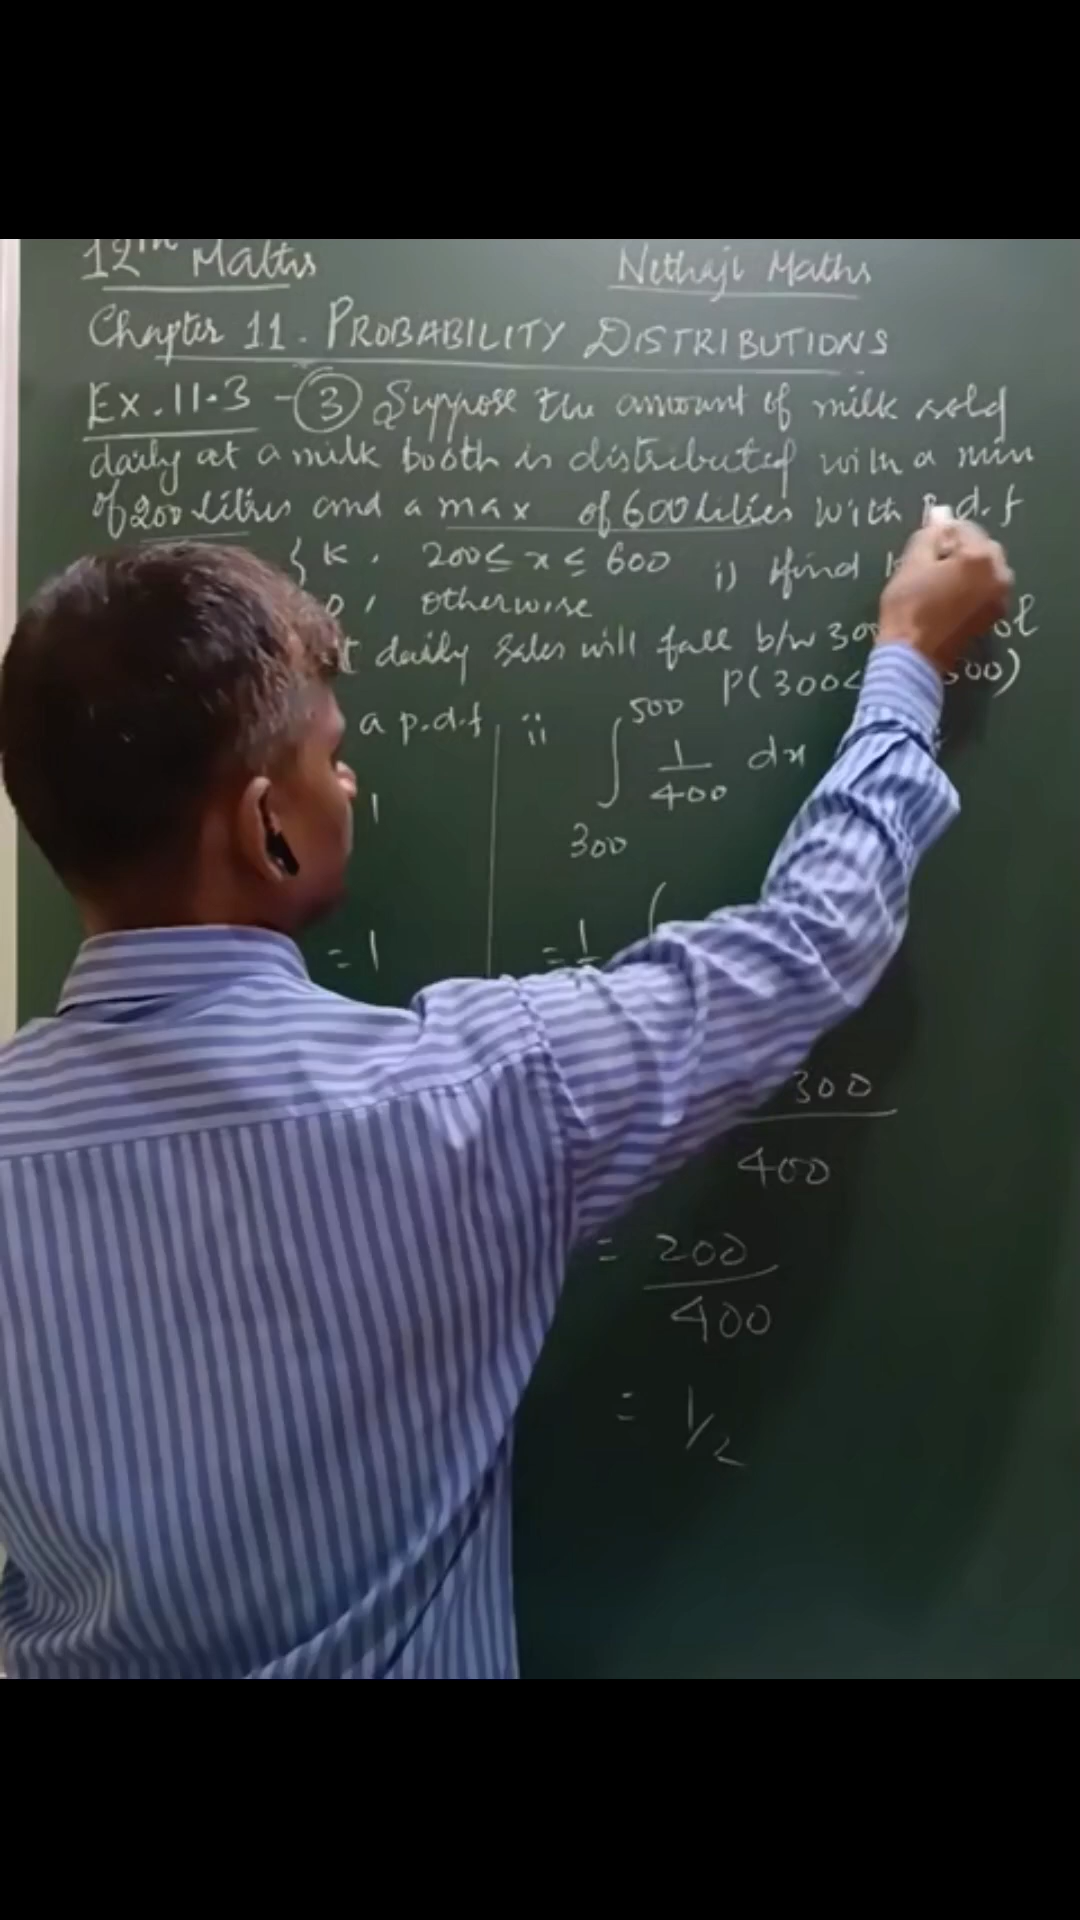 12th Maths
Nethaji Maths
Chapter 11. PROBABILITY DISTRIBUTIONS
Ex. 11.3 - 3 Suppose the amount of milk sold
daily at a milk booth is distributed with a min
of 200 litres and a max of 600 litres with p.d.f
{ K, 200 ≤ x ≤ 600 i) find
0, otherwise
daily sales will fall b/w 300
P(300< 500)
a p.d.f
ii ∫ 500 300 1/400 dx
1
= 1
= 1
(
300
400
= 200/400
= 1/2